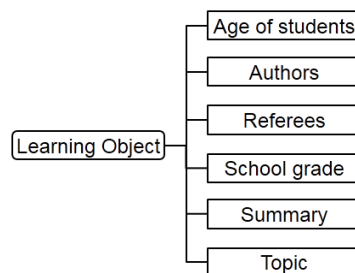 Age of students
Authors
Referees
Learning Object
School grade
Summary
Topic